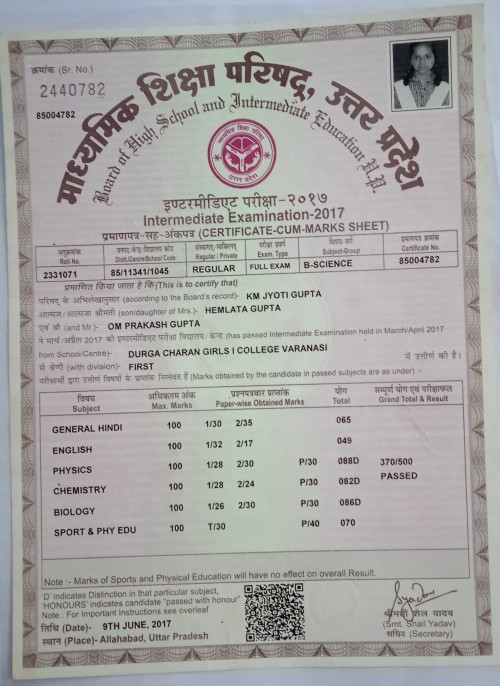 क्रमांक (Sr. No.)
2440782
85004782
माध्यमिक शिक्षा परिषद्, उत्तर प्रदेश
Board of High School and Intermediate Education U.P.
माध्यमिक शिक्षा परिषद्
उत्तर प्रदेश
इण्टरमीडिएट परीक्षा-२०१७
Intermediate Examination-2017
प्रमाणपत्र-सह-अंकपत्र (CERTIFICATE-CUM-MARKS SHEET)
अनुक्रमांक जनपद-केन्द्र-विद्यालय कोड संस्थागत-व्यक्तिगत परीक्षा प्रवर्ग विषय-वर्ग प्रमाणपत्र क्रमांक
Roll No. Distt./Centre/School Code Regular / Private Exam. Type Subject-Group Certificate No.
2331071 85/11341/1045 REGULAR FULL EXAM B-SCIENCE 85004782
प्रमाणित किया जाता है कि(This is to certify that)
परिषद् के अभिलेखानुसार (according to the Board's record)- KM JYOTI GUPTA
आत्मज/आत्मजा श्रीमती (son/daughter of Mrs.)- HEMLATA GUPTA
एवं श्री (and Mr.)- OM PRAKASH GUPTA
ने मार्च/अप्रैल 2017 की इण्टरमीडिएट परीक्षा विद्यालय/केन्द्र (has passed Intermediate Examination held in March/April 2017
from School/Centre)- DURGA CHARAN GIRLS I COLLEGE VARANASI में उत्तीर्ण की है।
से श्रेणी (with division)- FIRST
परीक्षार्थी द्वारा उत्तीर्ण विषयों के प्राप्तांक निम्नवत हैं (Marks obtained by the candidate in passed subjects are as under) :-
विषय अधिकतम अंक प्रश्नपत्रवार प्राप्तांक योग सम्पूर्ण योग एवं परीक्षाफल
Subject Max. Marks Paper-wise Obtained Marks Total Grand Total & Result
GENERAL HINDI 100 1/30 2/35 065
ENGLISH 100 1/32 2/17 049
PHYSICS 100 1/28 2/30 P/30 088D 370/500
CHEMISTRY 100 1/28 2/24 P/30 082D PASSED
BIOLOGY 100 1/26 2/30 P/30 086D
SPORT & PHY EDU 100 T/30 P/40 070
Note :- Marks of Sports and Physical Education will have no effect on overall Result.
'D' indicates Distinction in that particular subject,
'HONOURS' indicates candidate "passed with honour"
Note : For Important Instructions see overleaf
तिथि (Date)- 9TH JUNE, 2017
स्थान (Place)- Allahabad, Uttar Pradesh
श्रीमती शैल यादव
(Smt. Shail Yadav)
सचिव (Secretary)